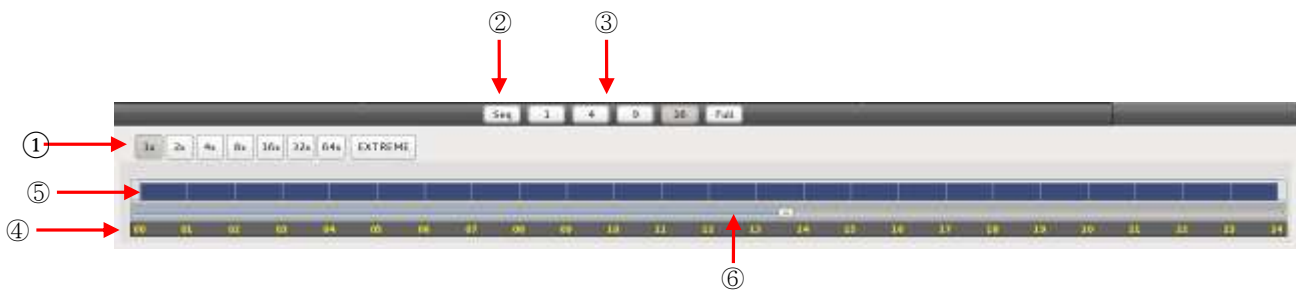 ② ③
Seq 1 4 9 16 Full
① 1x 2x 4x 8x 16x 32x 64x EXTREME
⑤
④ 00 01 02 03 04 05 06 07 08 09 10 11 12 13 14 15 16 17 18 19 20 21 22 23 24
⑥